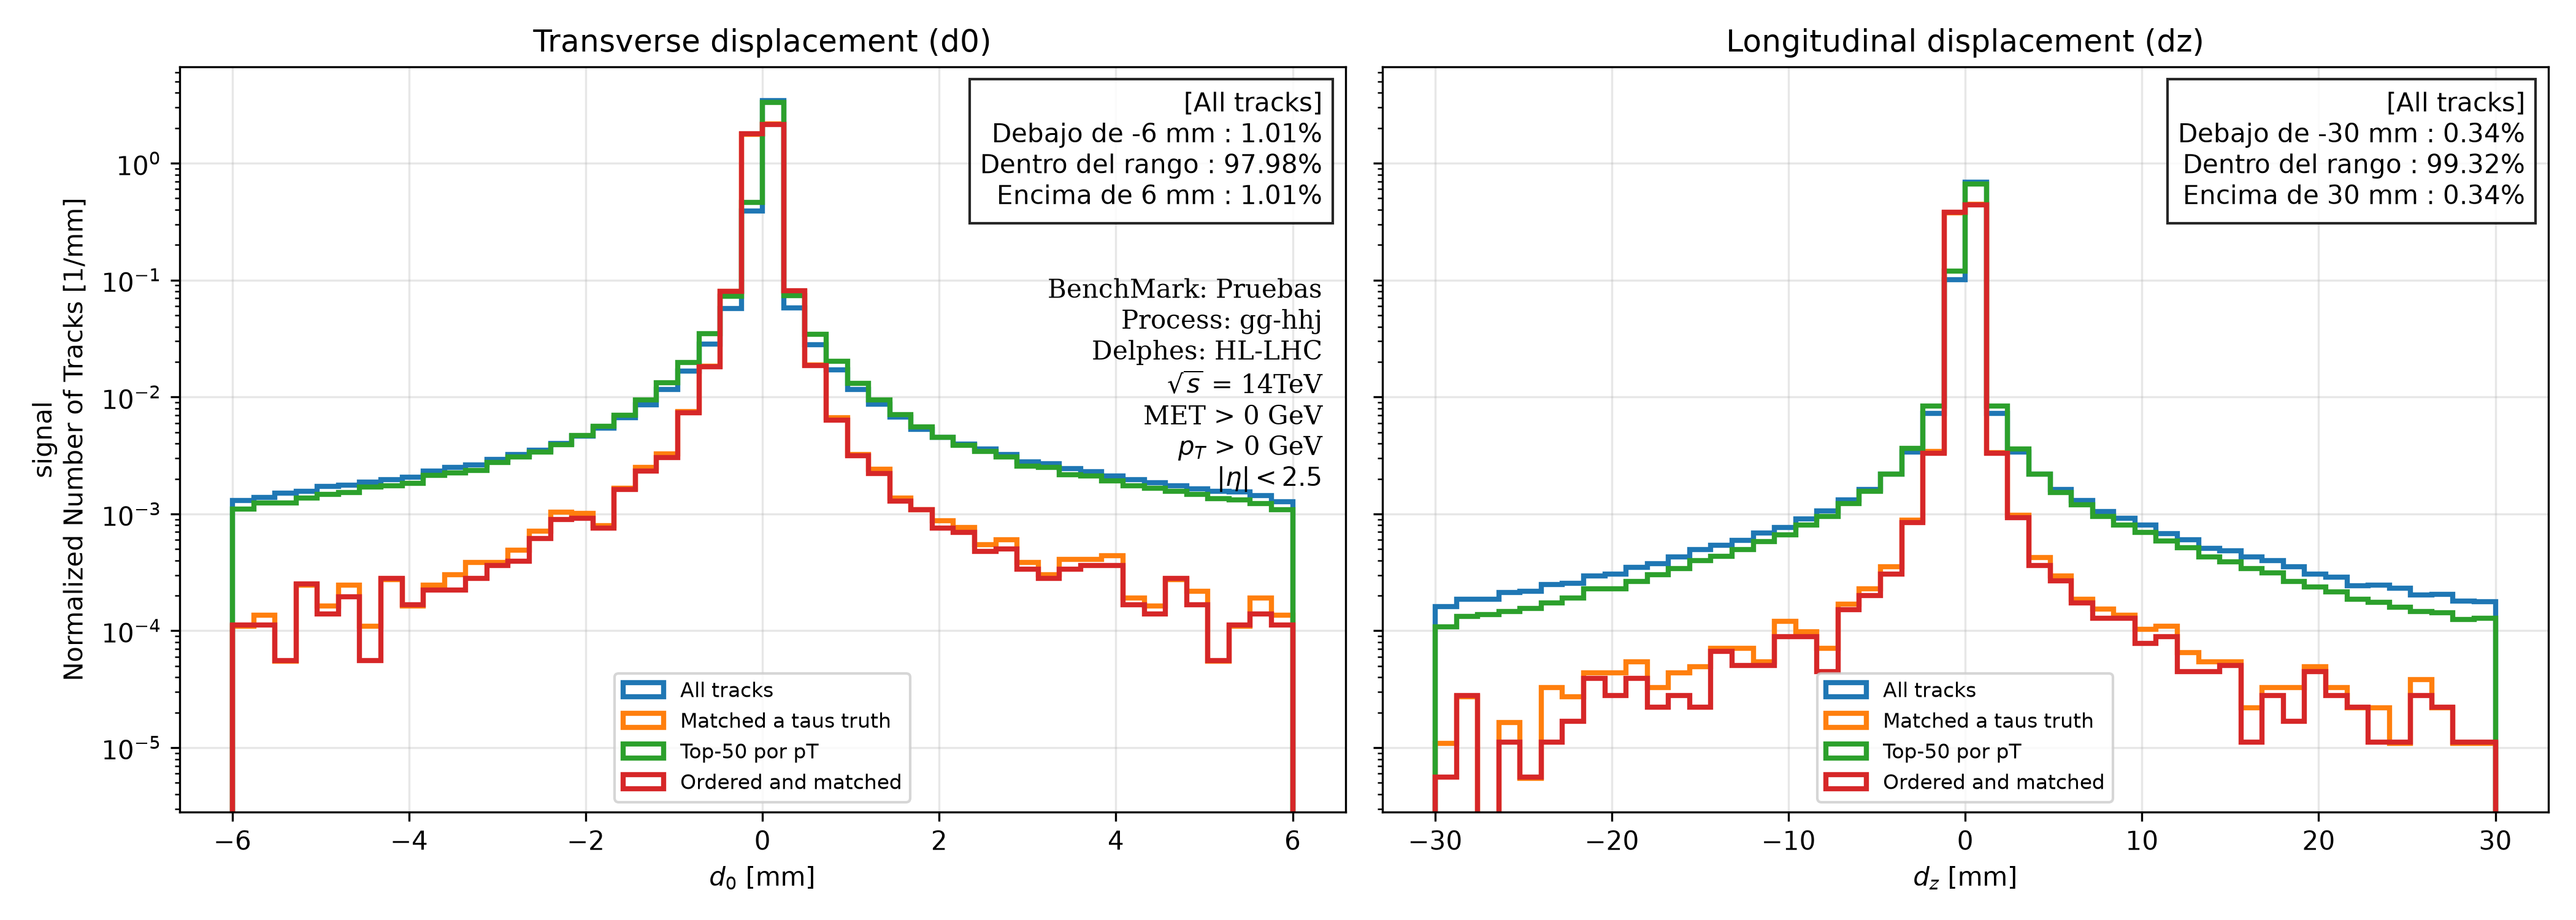 Transverse displacement (d0)
[All tracks]
Debajo de -6 mm : 1.01%
Dentro del rango : 97.98%
Encima de 6 mm : 1.01%
BenchMark: Pruebas
Process: gg-hhj
Delphes: HL-LHC
√s = 14TeV
MET > 0 GeV
pT > 0 GeV
|η| < 2.5
signal
Normalized Number of Tracks [1/mm]
10⁰
10⁻¹
10⁻²
10⁻³
10⁻⁴
10⁻⁵
All tracks
Matched a taus truth
Top-50 por pT
Ordered and matched
−6 −4 −2 0 2 4 6
d0 [mm]
Longitudinal displacement (dz)
[All tracks]
Debajo de -30 mm : 0.34%
Dentro del rango : 99.32%
Encima de 30 mm : 0.34%
All tracks
Matched a taus truth
Top-50 por pT
Ordered and matched
−30 −20 −10 0 10 20 30
dz [mm]